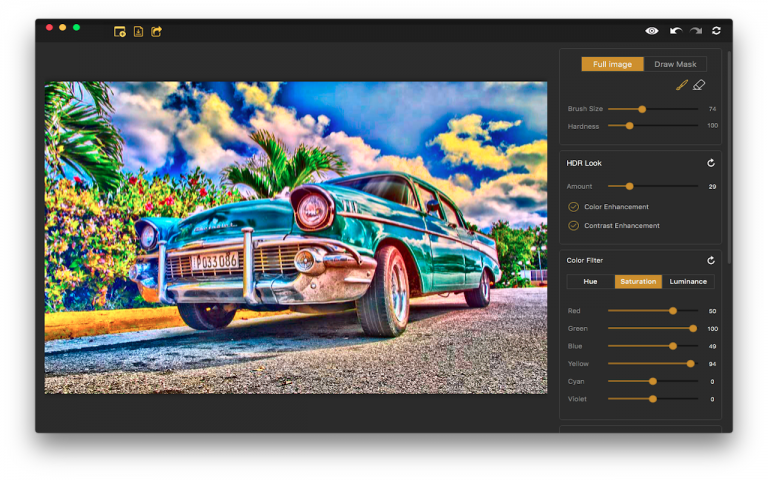 Full Image Draw Mask
Brush Size 74
Hardness 100
HDR Look
Amount 29
Color Enhancement
Contrast Enhancement
Color Filter
Hue Saturation Luminance
Red 50
Green 100
Blue 49
Yellow 94
Cyan 0
Violet 0
P033086